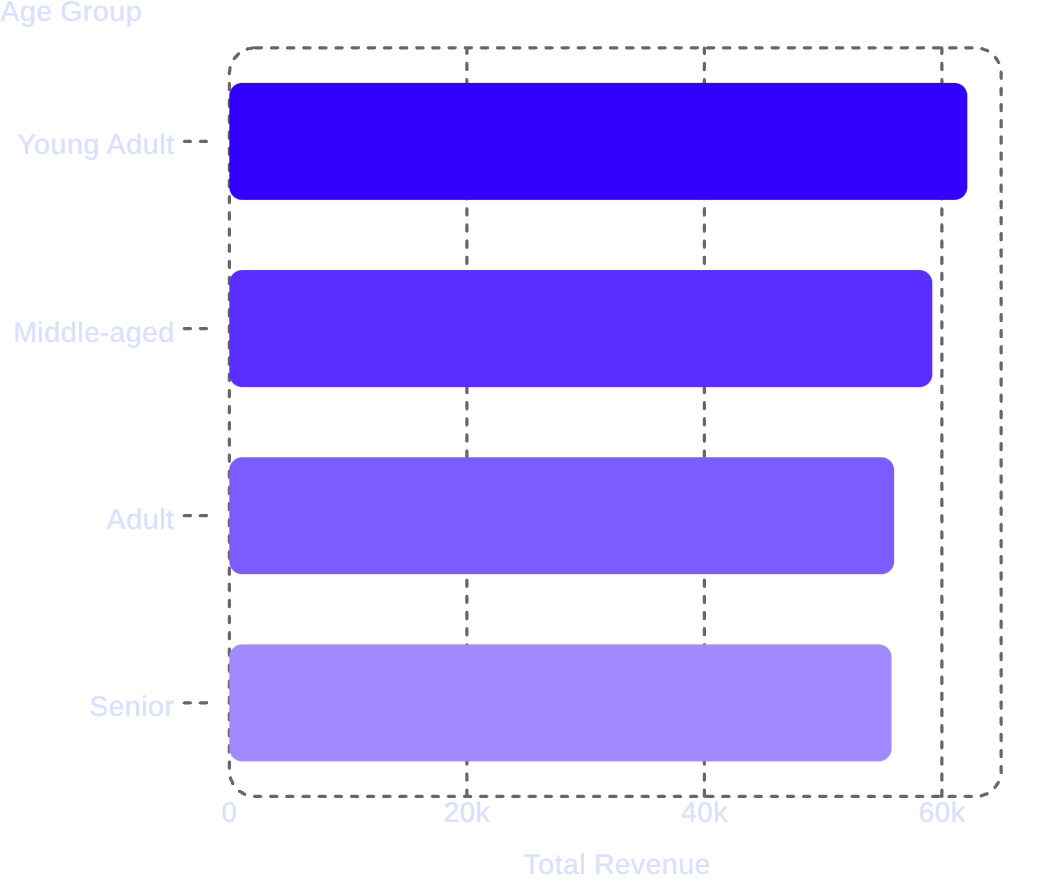 Age Group
Young Adult
Middle-aged
Adult
Senior
0 20k 40k 60k
Total Revenue